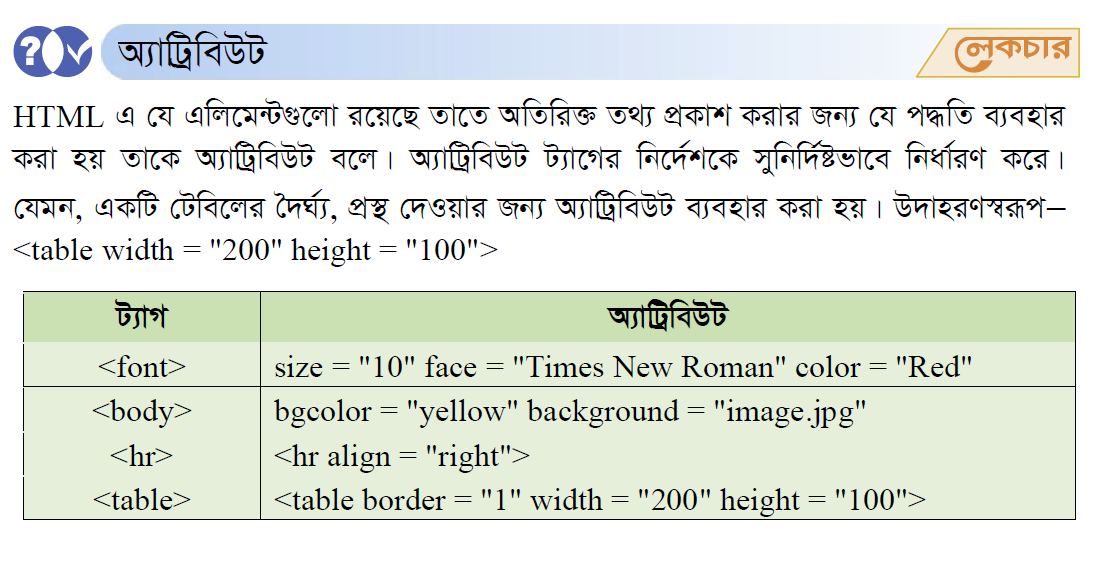 অ্যাট্রিবিউট
লেকচার
HTML এ যে এলিমেন্টগুলো রয়েছে তাতে অতিরিক্ত তথ্য প্রকাশ করার জন্য যে পদ্ধতি ব্যবহার
করা হয় তাকে অ্যাট্রিবিউট বলে। অ্যাট্রিবিউট ট্যাগের নির্দেশকে সুনির্দিষ্টভাবে নির্ধারণ করে।
যেমন, একটি টেবিলের দৈর্ঘ্য, প্রস্থ দেওয়ার জন্য অ্যাট্রিবিউট ব্যবহার করা হয়। উদাহরণস্বরূপ–
<table width = "200" height = "100">
ট্যাগ অ্যাট্রিবিউট
<font> size = "10" face = "Times New Roman" color = "Red"
<body> bgcolor = "yellow" background = "image.jpg"
<hr> <hr align = "right">
<table> <table border = "1" width = "200" height = "100">